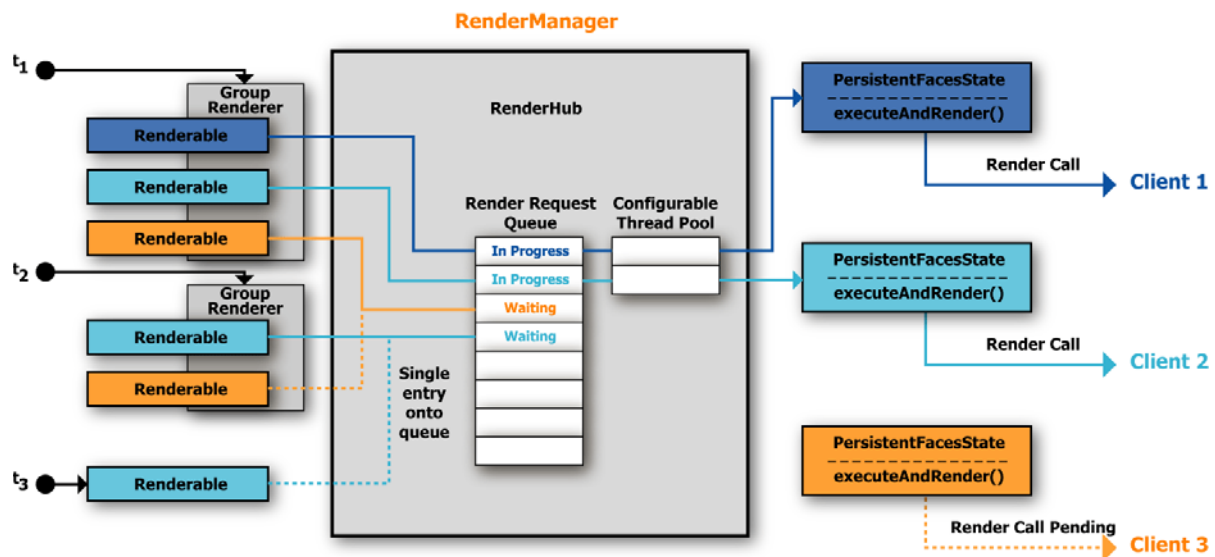 RenderManager
t1
Group
Renderer
Renderable
Renderable
Renderable
t2
Group
Renderer
Renderable
Renderable
t3
Renderable
RenderHub
Render Request
Queue
Configurable
Thread Pool
In Progress
In Progress
Waiting
Waiting
Single
entry
onto
queue
PersistentFacesState
executeAndRender()
Render Call
Client 1
PersistentFacesState
executeAndRender()
Render Call
Client 2
PersistentFacesState
executeAndRender()
Render Call Pending
Client 3